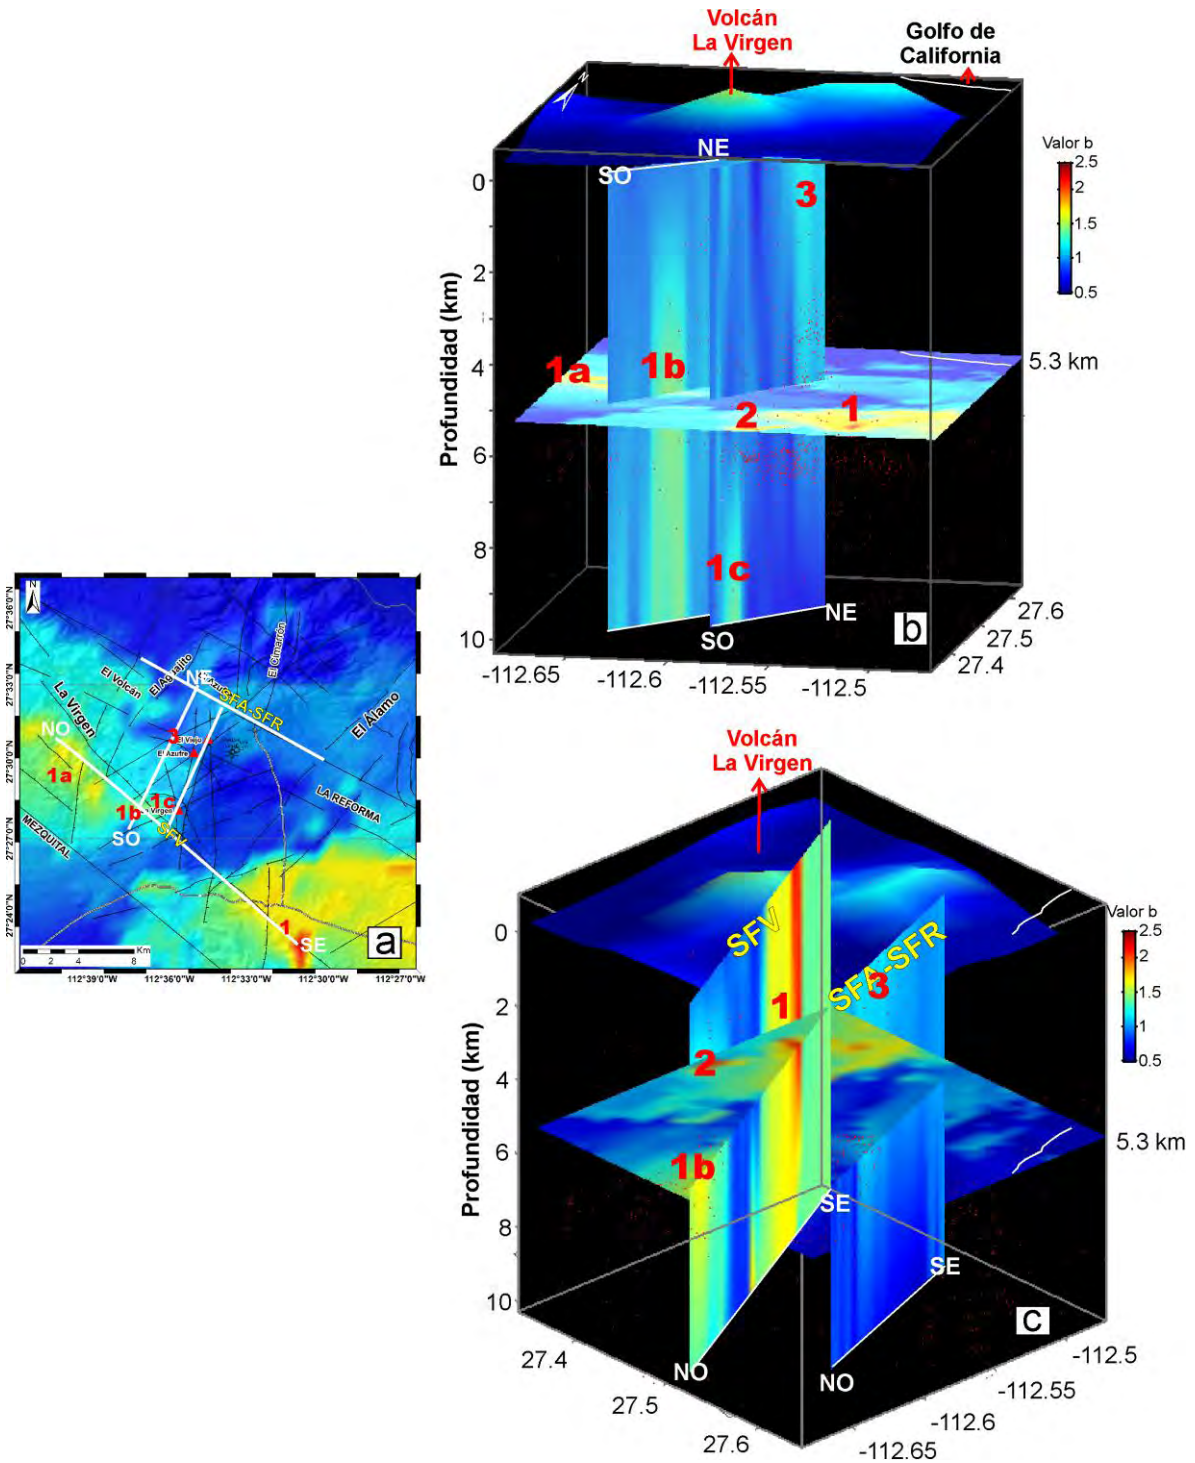 Volcán
La Virgen
Golfo de
California
N
NE
SO
3
Valor b
2.5
2
1.5
1
0.5
0
2
4
6
8
10
Profundidad (km)
1a
1b
2
1
5.3 km
1c
NE
SO
b
-112.65
-112.6
-112.55
-112.5
27.6
27.5
27.4
27°36'0"N
27°33'0"N
27°30'0"N
27°27'0"N
27°24'0"N
N
El Cimarrón
El Aguajito
El Volcán
La Virgen
NE
SFA-SFR
El Álamo
NO
3
El Viejo
El Azufre
1a
1b
1c
LA REFORMA
SO
SFV
MEZQUITAL
1
SE
a
Km
0 2 4 8
112°39'0"W 112°36'0"W 112°33'0"W 112°30'0"W 112°27'0"W
Volcán
La Virgen
SFV
SFA-SFR
1
3
2
1b
Valor b
2.5
2
1.5
1
0.5
0
2
4
6
8
10
Profundidad (km)
5.3 km
SE
SE
NO
NO
c
27.4
27.5
27.6
-112.5
-112.55
-112.6
-112.65